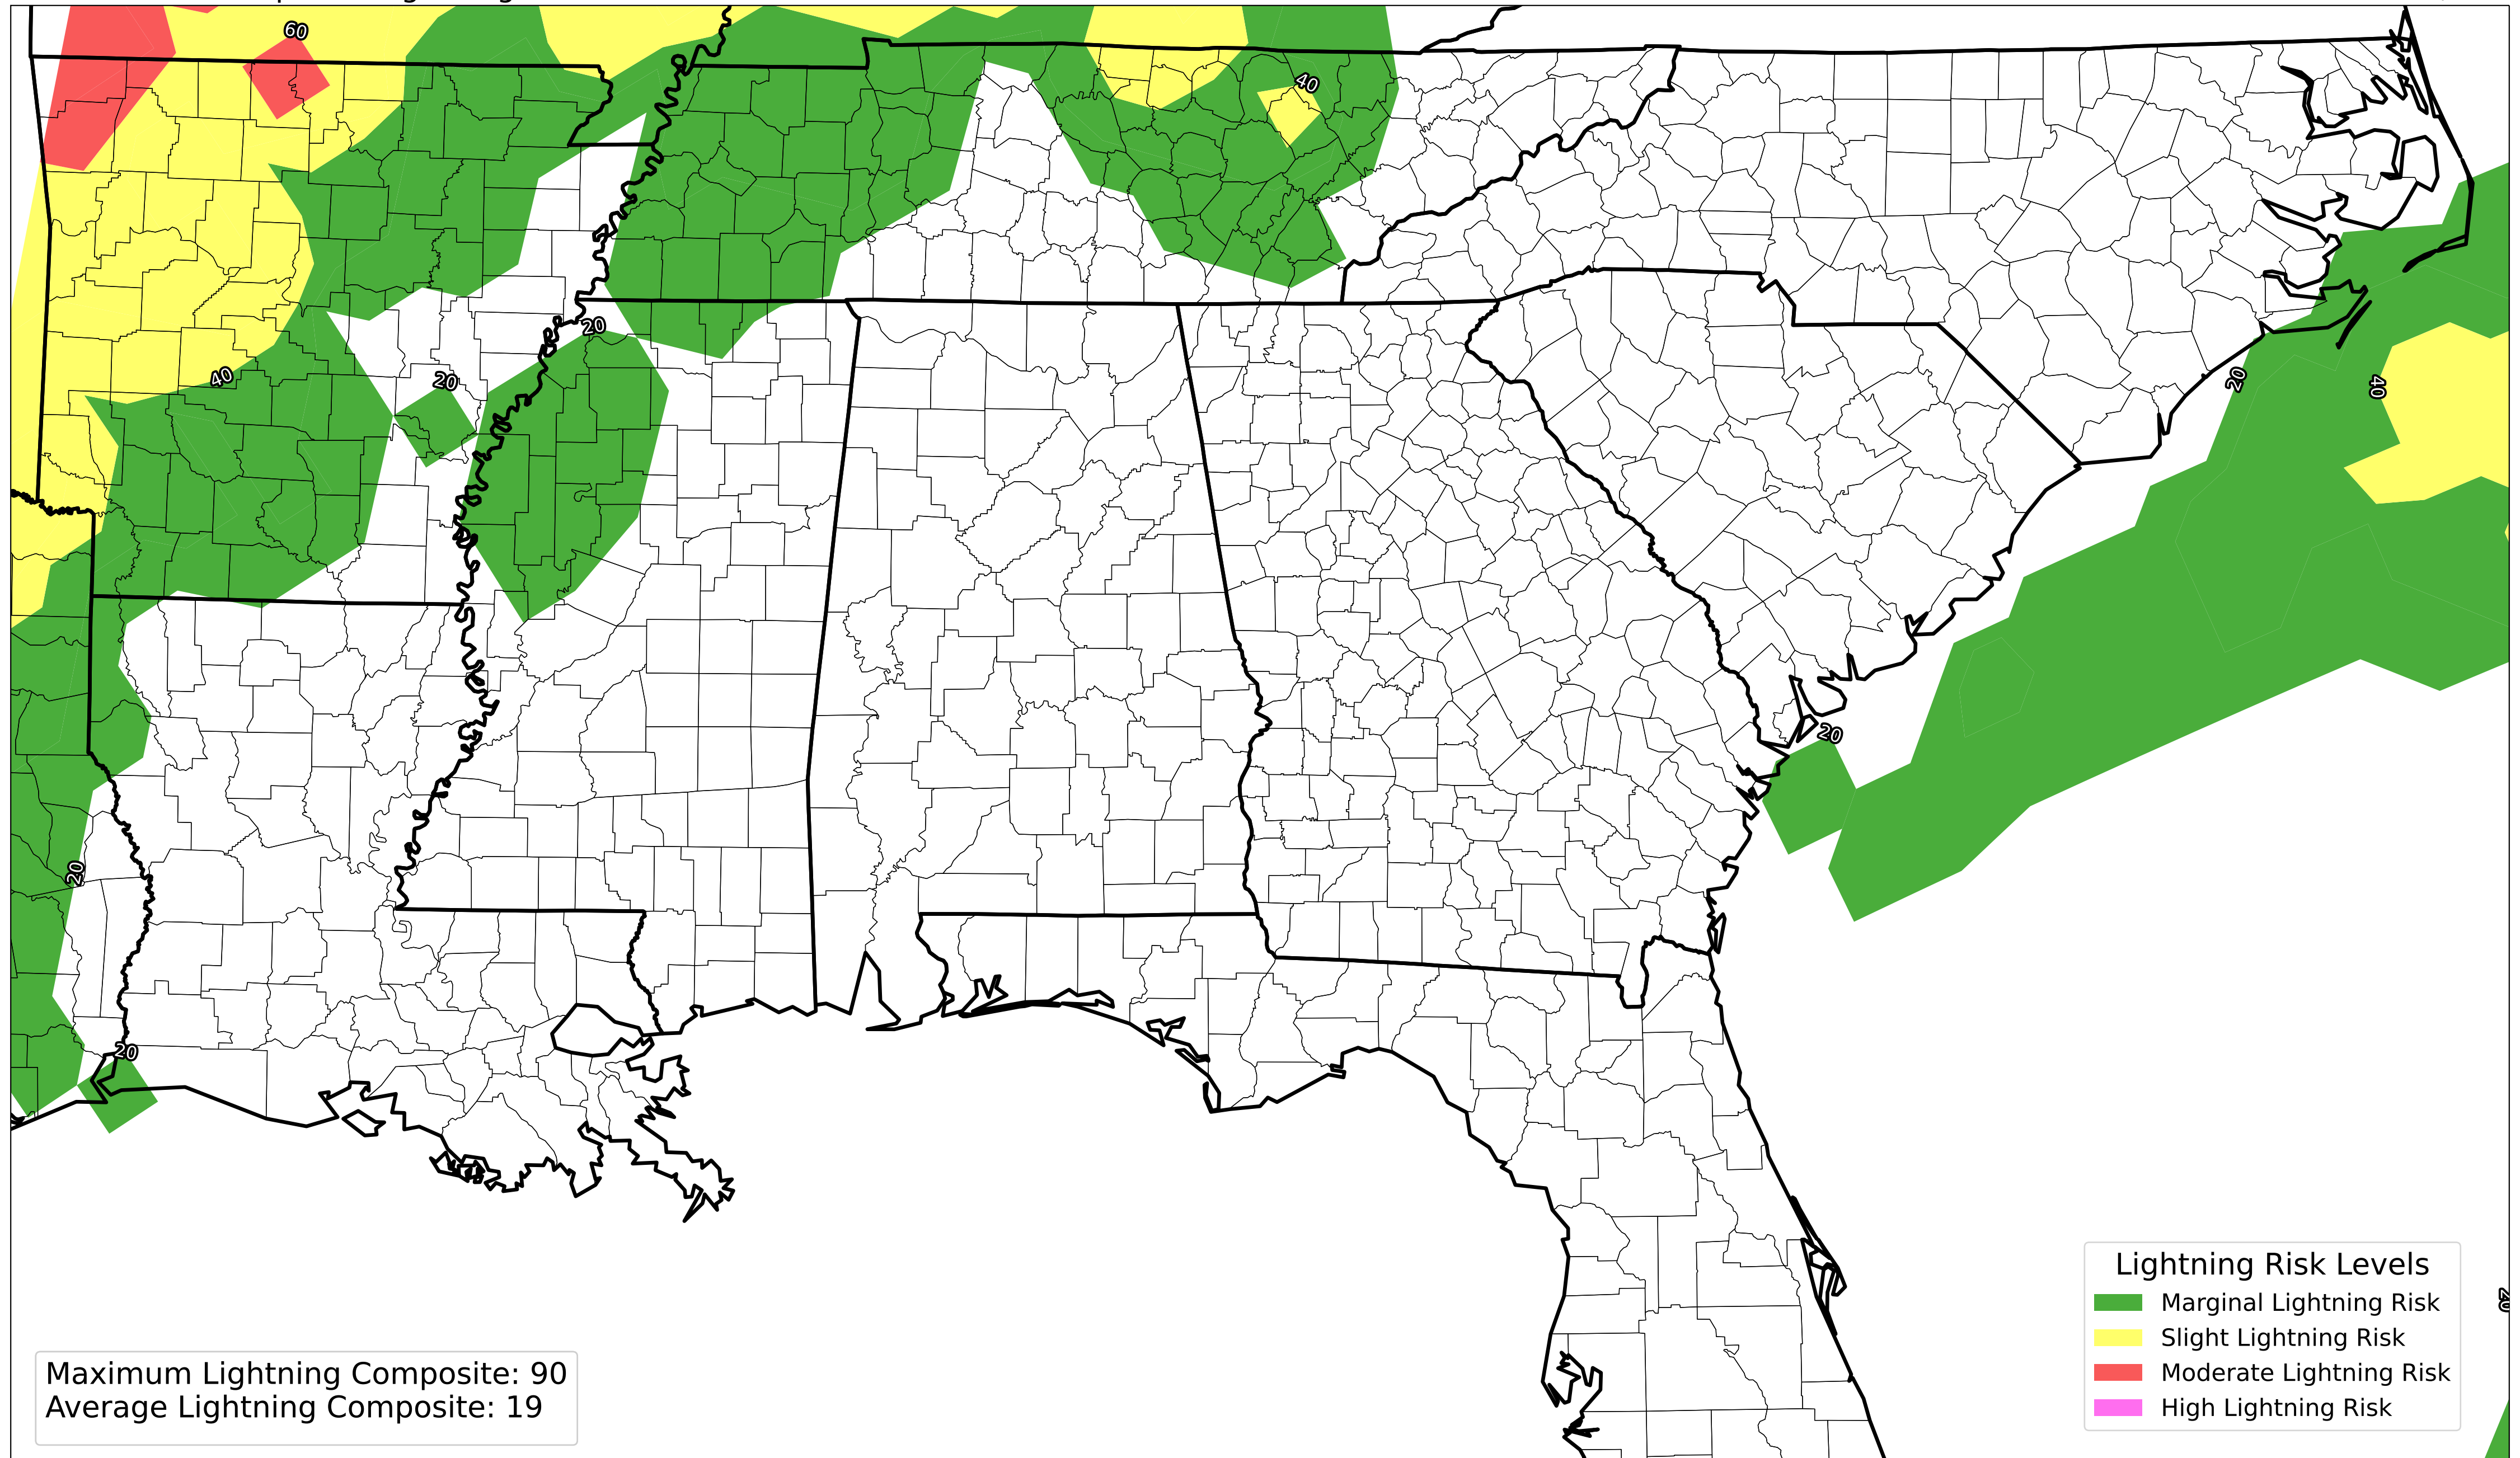 60
40
20
40
20
20
40
20
20
20
20
Lightning Risk Levels
Marginal Lightning Risk
Slight Lightning Risk
Moderate Lightning Risk
High Lightning Risk
Maximum Lightning Composite: 90
Average Lightning Composite: 19